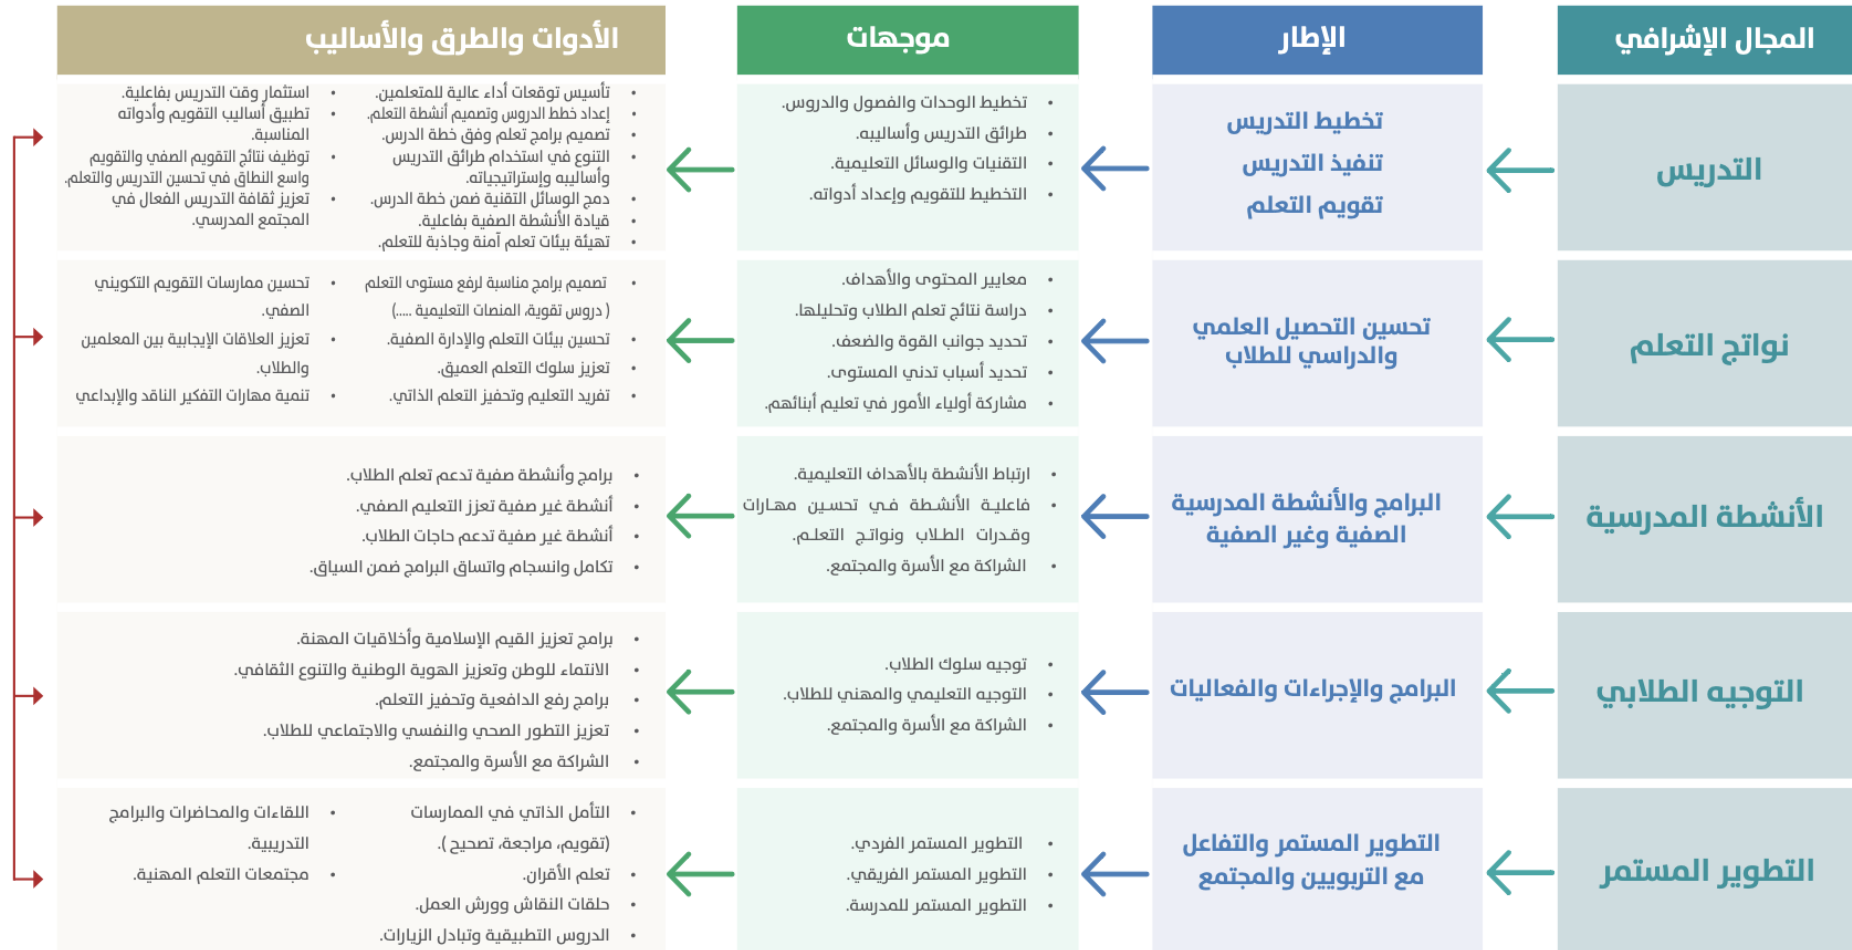 المجال الإشرافي
الإطار
موجهات
الأدوات والطرق والأساليب
التدريس
تخطيط التدريس
تنفيذ التدريس
تقويم التعلم
• تخطيط الوحدات والفصول والدروس.
• طرائق التدريس وأساليبه.
• التقنيات والوسائل التعليمية.
• التخطيط للتقويم وإعداد أدواته.
• تأسيس توقعات أداء عالية للمتعلمين.
• إعداد خطط الدروس وتصميم أنشطة التعلم.
• تصميم برامج تعلم وفق خطة الدرس.
• التنوع في استخدام طرائق التدريس
وأساليبه وإستراتيجياته.
• دمج الوسائل التقنية ضمن خطة الدرس.
• قيادة الأنشطة الصفية بفاعلية.
• تهيئة بيئات تعلم آمنة وجاذبة للتعلم.
• استثمار وقت التدريس بفاعلية.
• تطبيق أساليب التقويم وأدواته
المناسبة.
• توظيف نتائج التقويم الصفي والتقويم
واسع النطاق في تحسين التدريس والتعلم.
• تعزيز ثقافة التدريس الفعال في
المجتمع المدرسي.
نواتج التعلم
تحسين التحصيل العلمي
والدراسي للطلاب
• معايير المحتوى والأهداف.
• دراسة نتائج تعلم الطلاب وتحليلها.
• تحديد جوانب القوة والضعف.
• تحديد أسباب تدني المستوى.
• مشاركة أولياء الأمور في تعليم أبنائهم.
• تصميم برامج مناسبة لرفع مستوى التعلم
( دروس تقوية، المنصات التعليمية .....)
• تحسين بيئات التعلم والإدارة الصفية.
• تعزيز سلوك التعلم العميق.
• تفريد التعليم وتحفيز التعلم الذاتي.
• تحسين ممارسات التقويم التكويني
الصفي.
• تعزيز العلاقات الإيجابية بين المعلمين
والطلاب.
• تنمية مهارات التفكير الناقد والإبداعي
الأنشطة المدرسية
البرامج والأنشطة المدرسية
الصفية وغير الصفية
• ارتباط الأنشطة بالأهداف التعليمية.
• فاعلية الأنشطة في تحسين مهارات
وقدرات الطلاب ونواتج التعلم.
• الشراكة مع الأسرة والمجتمع.
• برامج وأنشطة صفية تدعم تعلم الطلاب.
• أنشطة غير صفية تعزز التعليم الصفي.
• أنشطة غير صفية تدعم حاجات الطلاب.
• تكامل وانسجام واتساق البرامج ضمن السياق.
التوجيه الطلابي
البرامج والإجراءات والفعاليات
• توجيه سلوك الطلاب.
• التوجيه التعليمي والمهني للطلاب.
• الشراكة مع الأسرة والمجتمع.
• برامج تعزيز القيم الإسلامية وأخلاقيات المهنة.
• الانتماء للوطن وتعزيز الهوية الوطنية والتنوع الثقافي.
• برامج رفع الدافعية وتحفيز التعلم.
• تعزيز التطور الصحي والنفسي والاجتماعي للطلاب.
• الشراكة مع الأسرة والمجتمع.
التطوير المستمر
التطوير المستمر والتفاعل
مع التربويين والمجتمع
• التطوير المستمر الفردي.
• التطوير المستمر الفريقي.
• التطوير المستمر للمدرسة.
• التأمل الذاتي في الممارسات
(تقويم، مراجعة، تصحيح ).
• تعلم الأقران.
• حلقات النقاش وورش العمل.
• الدروس التطبيقية وتبادل الزيارات.
• اللقاءات والمحاضرات والبرامج
التدريبية.
• مجتمعات التعلم المهنية.